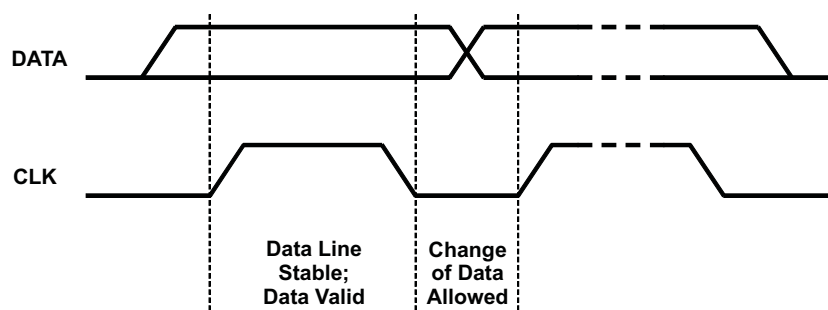 DATA
CLK
Data Line
Stable;
Data Valid
Change
of Data
Allowed